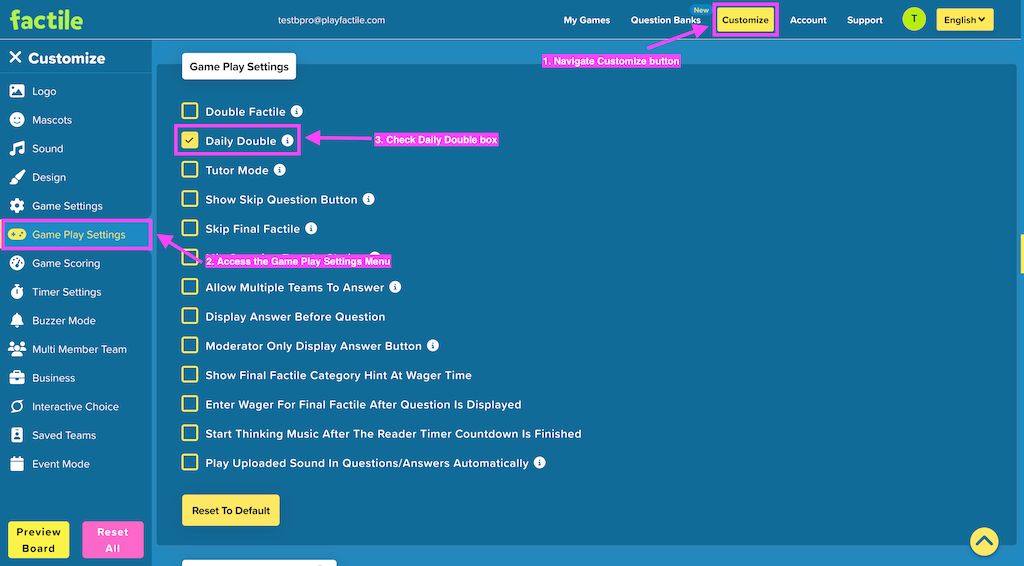 factile
testbpro@playfactile.com
My Games
Question Banks
New
Customize
Account
Support
T
English
1. Navigate Customize button
Customize
Logo
Mascots
Sound
Design
Game Settings
Game Play Settings
Game Scoring
Timer Settings
Buzzer Mode
Multi Member Team
Business
Interactive Choice
Saved Teams
Event Mode
Preview
Board
Reset
All
Game Play Settings
Double Factile
Daily Double
3. Check Daily Double box
Tutor Mode
Show Skip Question Button
Skip Final Factile
2. Access the Game Play Settings Menu
Allow Multiple Teams To Answer
Display Answer Before Question
Moderator Only Display Answer Button
Show Final Factile Category Hint At Wager Time
Enter Wager For Final Factile After Question Is Displayed
Start Thinking Music After The Reader Timer Countdown Is Finished
Play Uploaded Sound In Questions/Answers Automatically
Reset To Default